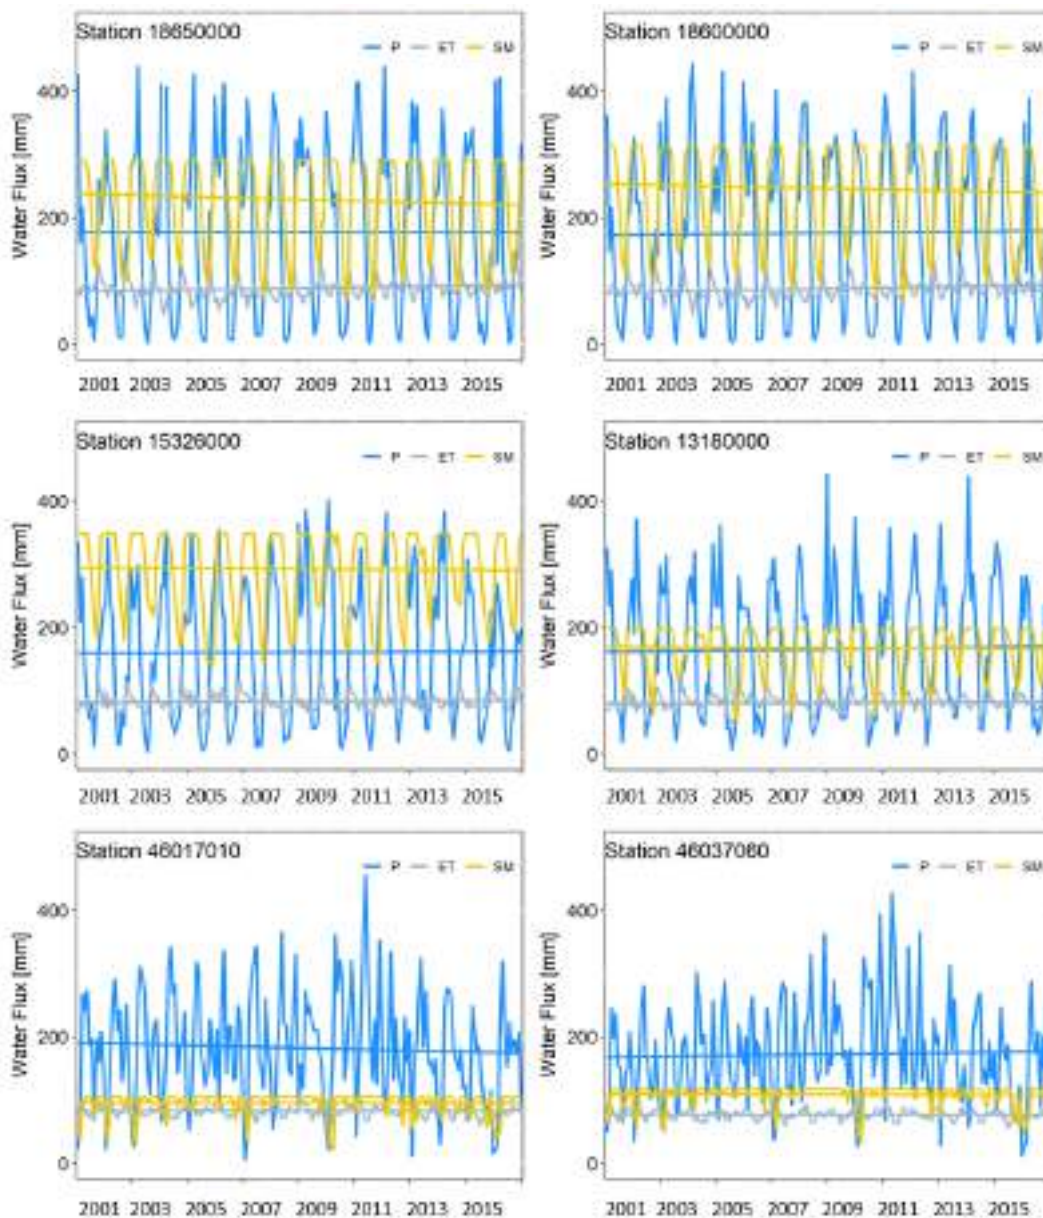 Station 18650000
P ET SM
Water Flux [mm]
400
200
0
2001 2003 2005 2007 2009 2011 2013 2015
Station 18600000
P ET SM
Water Flux [mm]
400
200
0
2001 2003 2005 2007 2009 2011 2013 2015
Station 15326000
P ET SM
Water Flux [mm]
400
200
0
2001 2003 2005 2007 2009 2011 2013 2015
Station 13180000
P ET SM
Water Flux [mm]
400
200
0
2001 2003 2005 2007 2009 2011 2013 2015
Station 46017010
P ET SM
Water Flux [mm]
400
200
0
2001 2003 2005 2007 2009 2011 2013 2015
Station 46037060
P ET SM
Water Flux [mm]
400
200
0
2001 2003 2005 2007 2009 2011 2013 2015